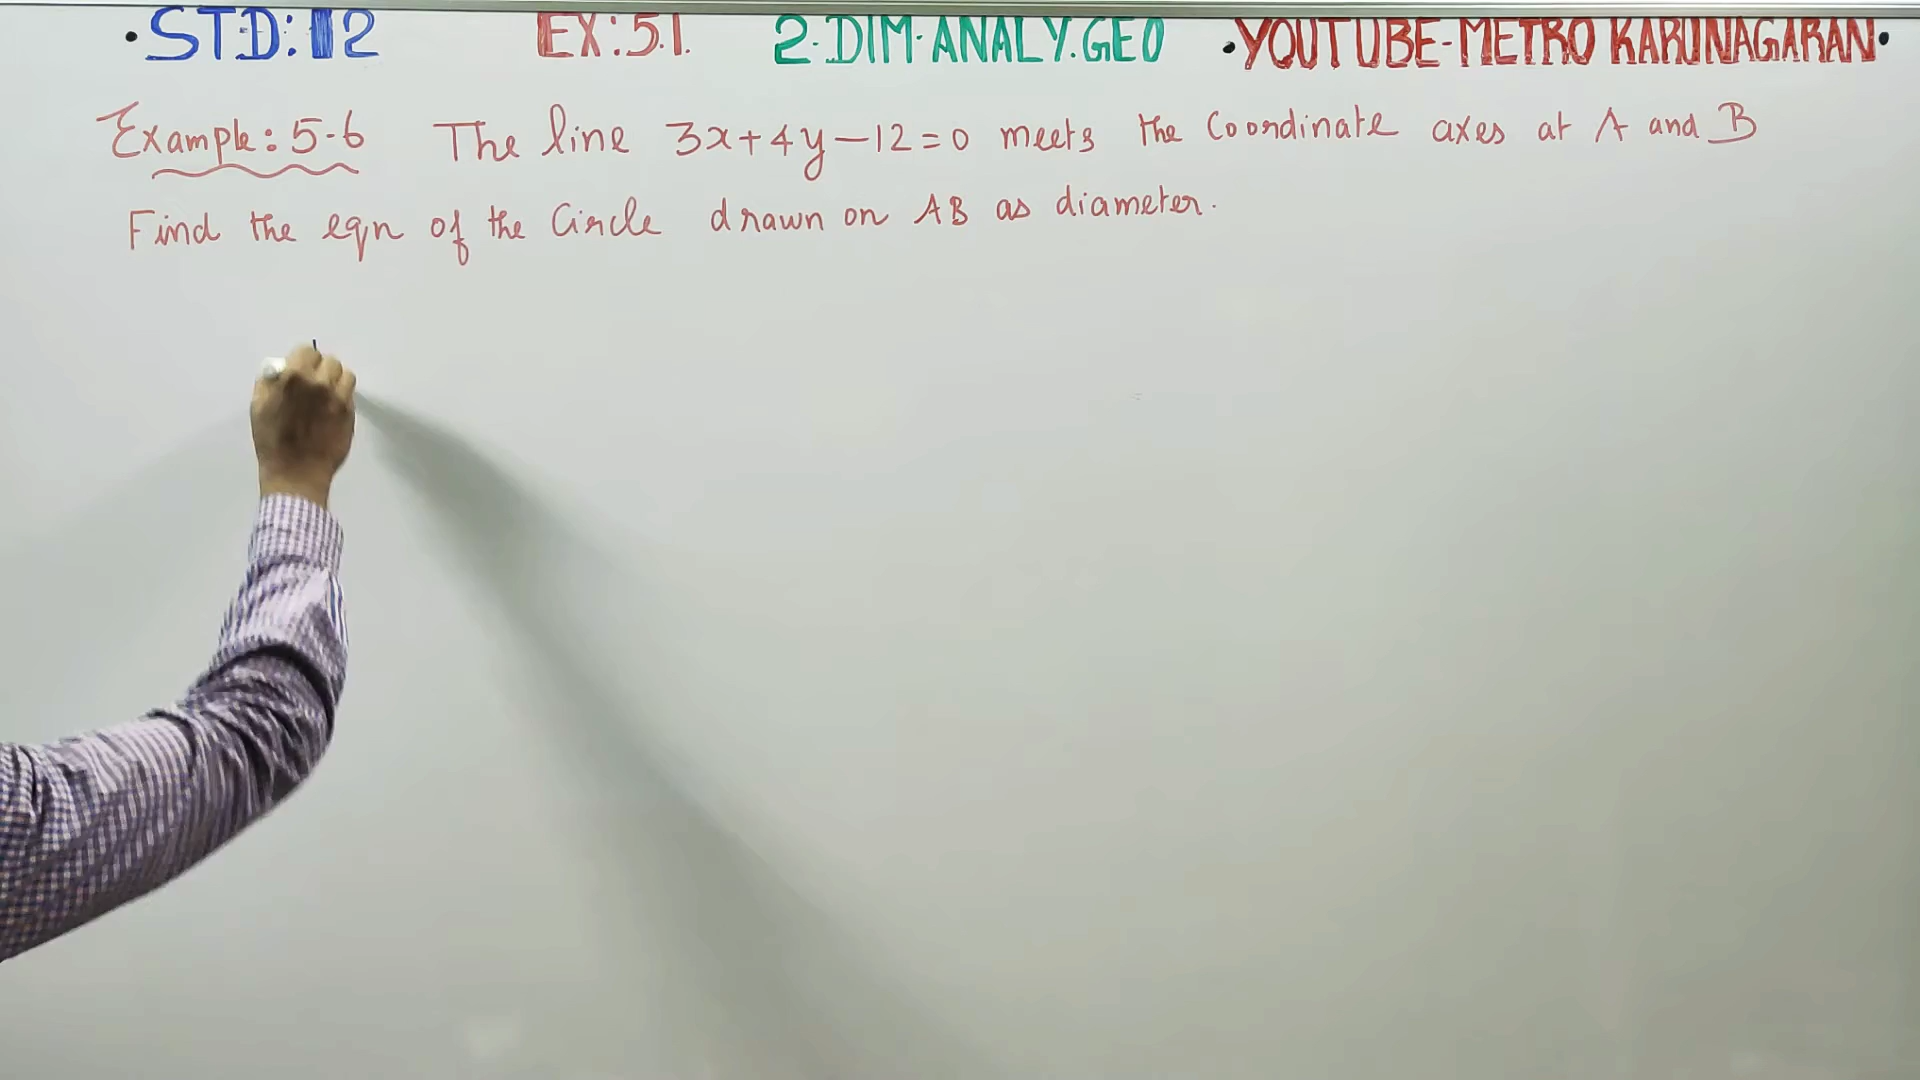 •STD:12 EX:5.1. 2-DIM-ANALY.GEO •YOUTUBE-METRO KARUNAGARAN•
Example: 5-6 The line 3x+4y-12=0 meets the Coordinate axes at A and B
Find the eqn of the Circle drawn on AB as diameter.